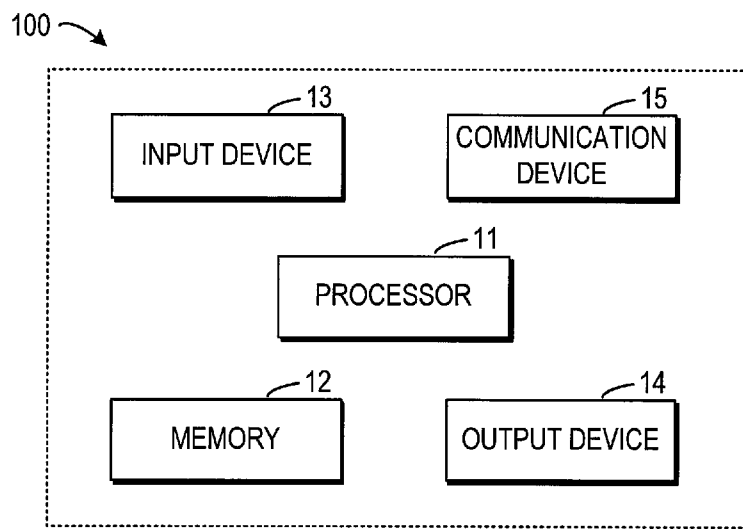 100
13
INPUT DEVICE
15
COMMUNICATION
DEVICE
11
PROCESSOR
12
MEMORY
14
OUTPUT DEVICE